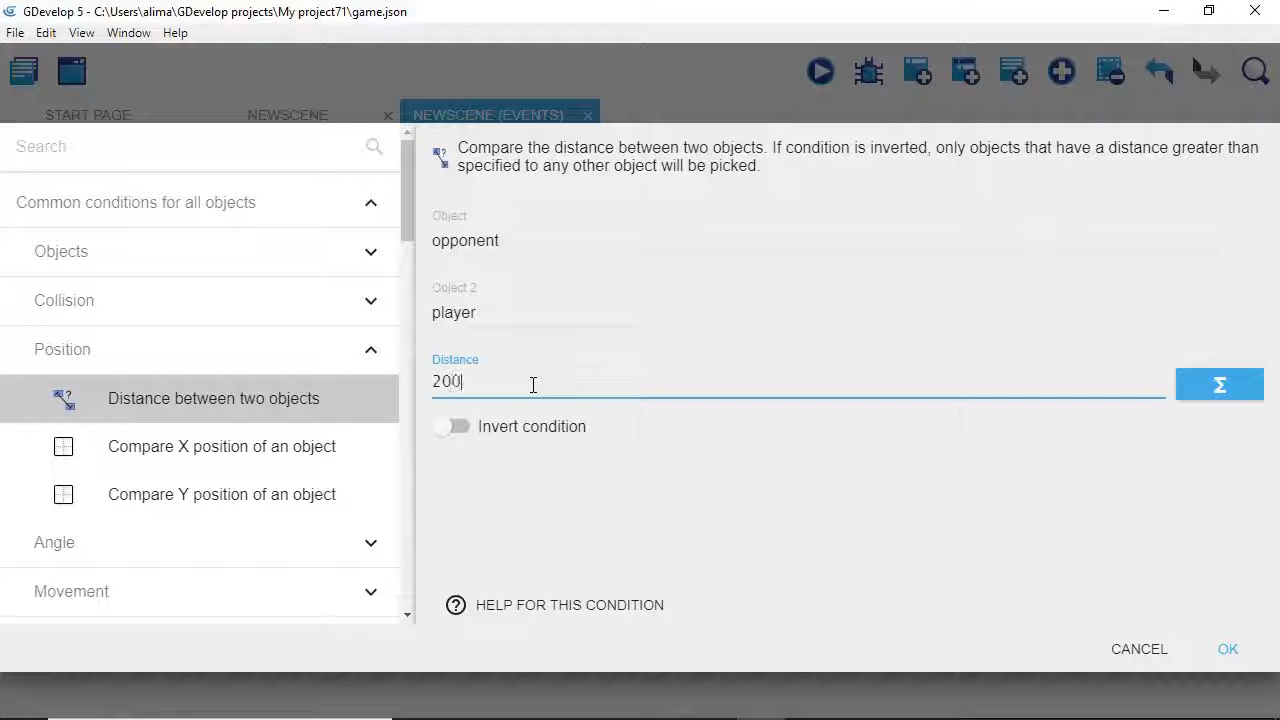 GDevelop 5 - C:\Users\alima\GDevelop projects\My project71\game.json
File Edit View Window Help
START PAGE NEWSCENE × NEWSCENE (EVENTS) ×
Search
Common conditions for all objects
Objects
Collision
Position
Distance between two objects
Compare X position of an object
Compare Y position of an object
Angle
Movement
Compare the distance between two objects. If condition is inverted, only objects that have a distance greater than
specified to any other object will be picked.
Object
opponent
Object 2
player
Distance
200
Σ
Invert condition
HELP FOR THIS CONDITION
CANCEL OK